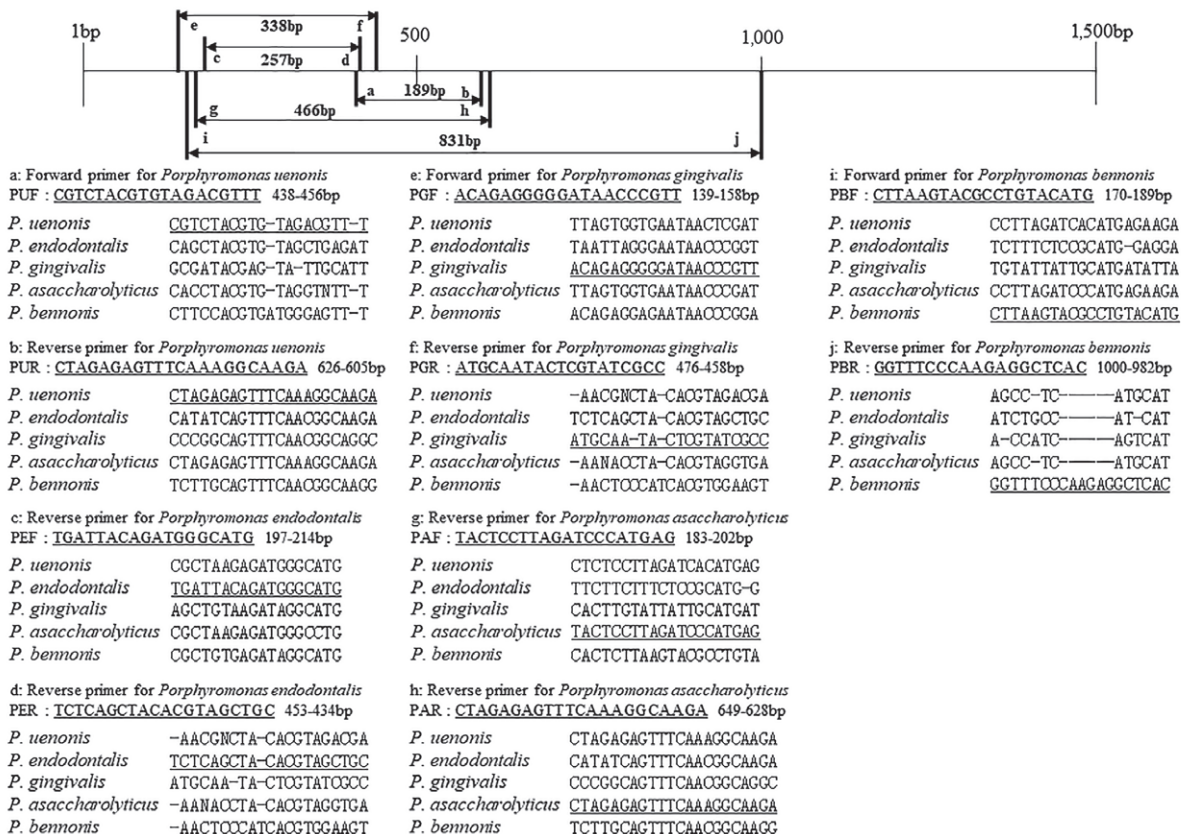 1bp
500
1,000
1,500bp
e
338bp
f
c
257bp
d
a
189bp
b
g
466bp
h
i
831bp
j
a: Forward primer for Porphyromonas uenonis
PUF : CGTCTACGTGTAGACGTTT 438-456bp
P. uenonis CGTCTACGTG-TAGACGTT-T
P. endodontalis CAGCTACGTG-TAGCTGAGAT
P. gingivalis GCGATACGAG-TA-TTGCATT
P. asaccharolyticus CACCTACGTG-TAGGTNTT-T
P. bennonis CTTCCACGTGATGGGAGTT-T
b: Reverse primer for Porphyromonas uenonis
PUR : CTAGAGAGTTTCAAAGGCAAGA 626-605bp
P. uenonis CTAGAGAGTTTCAAAGGCAAGA
P. endodontalis CATATCAGTTTCAACGGCAAGA
P. gingivalis CCCGGCAGTTTCAACGGCAGGC
P. asaccharolyticus CTAGAGAGTTTCAAAGGCAAGA
P. bennonis TCTTGCAGTTTCAACGGCAAGG
c: Reverse primer for Porphyromonas endodontalis
PEF : TGATTACAGATGGGCATG 197-214bp
P. uenonis CGCTAAGAGATGGGCATG
P. endodontalis TGATTACAGATGGGCATG
P. gingivalis AGCTGTAAGATAGGCATG
P. asaccharolyticus CGCTAAGAGATGGGCCTG
P. bennonis CGCTGTGAGATAGGCATG
d: Reverse primer for Porphyromonas endodontalis
PER : TCTCAGCTACACGTAGCTGC 453-434bp
P. uenonis -AACGNCTA-CACGTAGACGA
P. endodontalis TCTCAGCTA-CACGTAGCTGC
P. gingivalis ATGCAA-TA-CTCGTATCGCC
P. asaccharolyticus -AANACCTA-CACGTAGGTGA
P. bennonis -AACTCCCATCACGTGGAAGT
e: Forward primer for Porphyromonas gingivalis
PGF : ACAGAGGGGGATAACCCGTT 139-158bp
P. uenonis TTAGTGGTGAATAACTCGAT
P. endodontalis TAATTAGGGAATAACCCGGT
P. gingivalis ACAGAGGGGGATAACCCGTT
P. asaccharolyticus TTAGTGGTGAATAACCCGAT
P. bennonis ACAGAGGAGAATAACCCGGA
f: Reverse primer for Porphyromonas gingivalis
PGR : ATGCAATACTCGTATCGCC 476-458bp
P. uenonis -AACGNCTA-CACGTAGACGA
P. endodontalis TCTCAGCTA-CACGTAGCTGC
P. gingivalis ATGCAA-TA-CTCGTATCGCC
P. asaccharolyticus -AANACCTA-CACGTAGGTGA
P. bennonis -AACTCCCATCACGTGGAAGT
g: Reverse primer for Porphyromonas asaccharolyticus
PAF : TACTCCTTAGATCCCATGAG 183-202bp
P. uenonis CTCTCCTTAGATCACATGAG
P. endodontalis TTCTTCTTTCTCCGCATG-G
P. gingivalis CACTTGTATTATTGCATGAT
P. asaccharolyticus TACTCCTTAGATCCCATGAG
P. bennonis CACTCTTAAGTACGCCTGTA
h: Reverse primer for Porphyromonas asaccharolyticus
PAR : CTAGAGAGTTTCAAAGGCAAGA 649-628bp
P. uenonis CTAGAGAGTTTCAAAGGCAAGA
P. endodontalis CATATCAGTTTCAACGGCAAGA
P. gingivalis CCCGGCAGTTTCAACGGCAGGC
P. asaccharolyticus CTAGAGAGTTTCAAAGGCAAGA
P. bennonis TCTTGCAGTTTCAACGGCAAGG
i: Forward primer for Porphyromonas bennonis
PBF : CTTAAGTACGCCTGTACATG 170-189bp
P. uenonis CCTTAGATCACATGAGAAGA
P. endodontalis TCTTTCTCCGCATG-GAGGA
P. gingivalis TGTATTATTGCATGATATTA
P. asaccharolyticus CCTTAGATCCCATGAGAAGA
P. bennonis CTTAAGTACGCCTGTACATG
j: Reverse primer for Porphyromonas bennonis
PBR : GGTTTCCCAAGAGGCTCAC 1000-982bp
P. uenonis AGCC-TC-----ATGCAT
P. endodontalis ATCTGCC-----AT-CAT
P. gingivalis A-CCATC-----AGTCAT
P. asaccharolyticus AGCC-TC-----ATGCAT
P. bennonis GGTTTCCCAAGAGGCTCAC